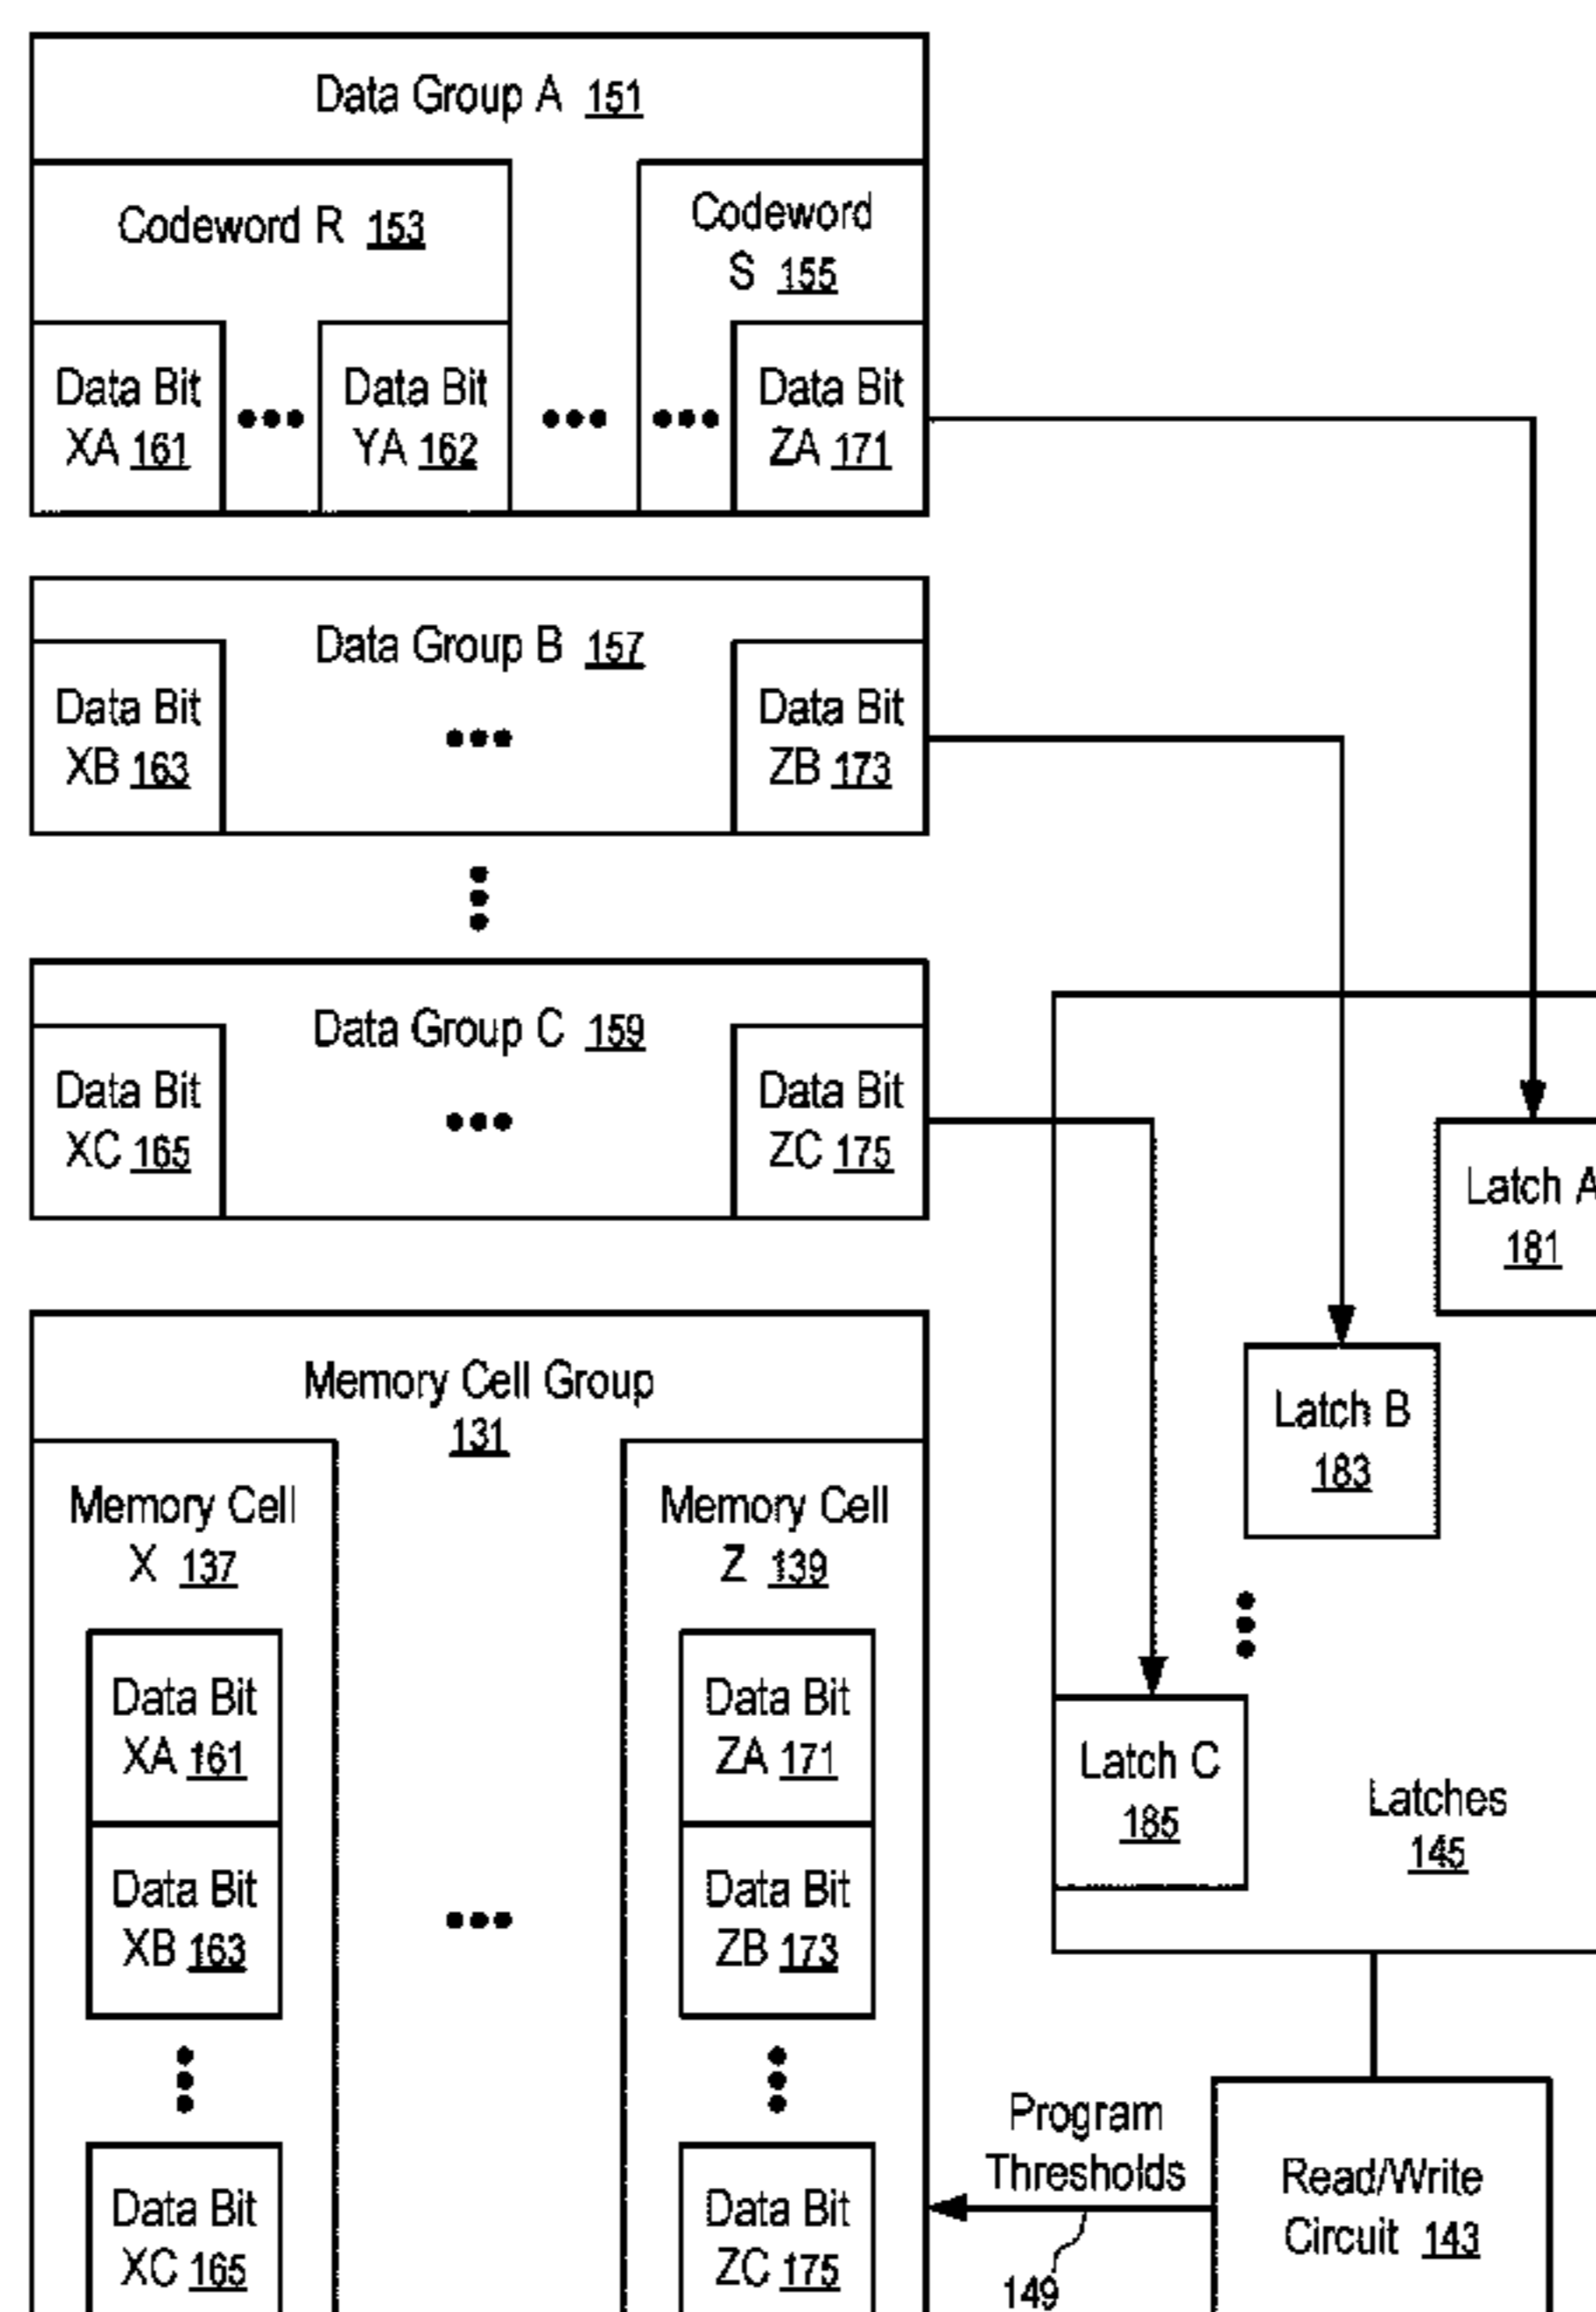 Data Group A 151
Codeword R 153
Codeword
S 155
Data Bit
XA 161
Data Bit
YA 162
Data Bit
ZA 171
Data Group B 157
Data Bit
XB 163
Data Bit
ZB 173
Data Group C 159
Data Bit
XC 165
Data Bit
ZC 175
Latch A
181
Latch B
183
Latch C
185
Latches
145
Memory Cell Group
131
Memory Cell
X 137
Memory Cell
Z 139
Data Bit
XA 161
Data Bit
ZA 171
Data Bit
XB 163
Data Bit
ZB 173
Data Bit
XC 165
Data Bit
ZC 175
Program
Thresholds
149
Read/Write
Circuit 143